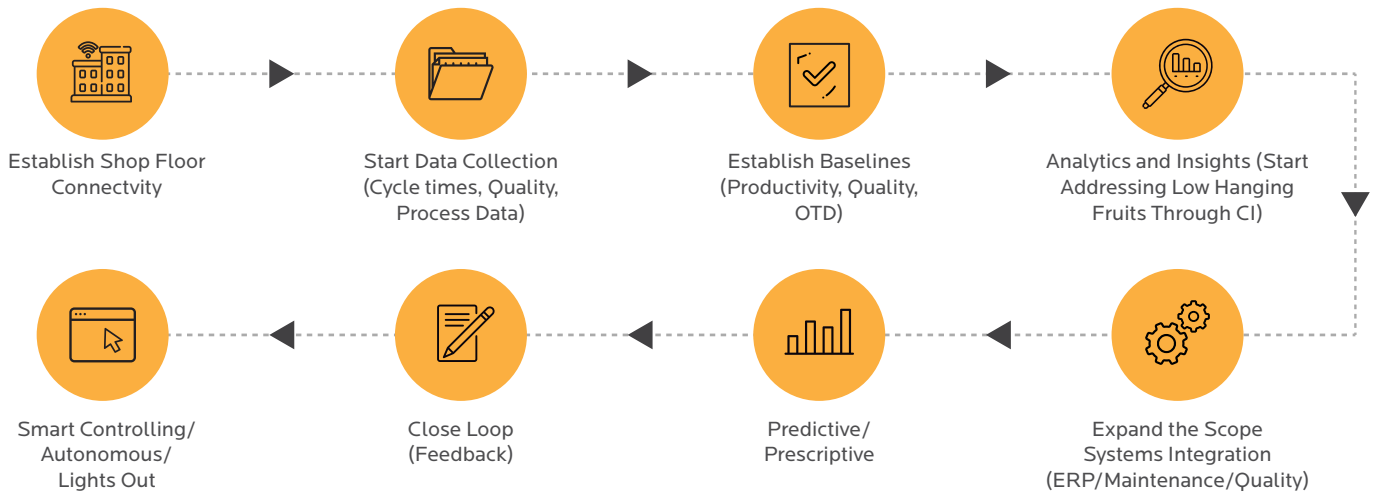 Establish Shop Floor
Connectvity
Start Data Collection
(Cycle times, Quality,
Process Data)
Establish Baselines
(Productivity, Quality,
OTD)
Analytics and Insights (Start
Addressing Low Hanging
Fruits Through CI)
Smart Controlling/
Autonomous/
Lights Out
Close Loop
(Feedback)
Predictive/
Prescriptive
Expand the Scope
Systems Integration
(ERP/Maintenance/Quality)